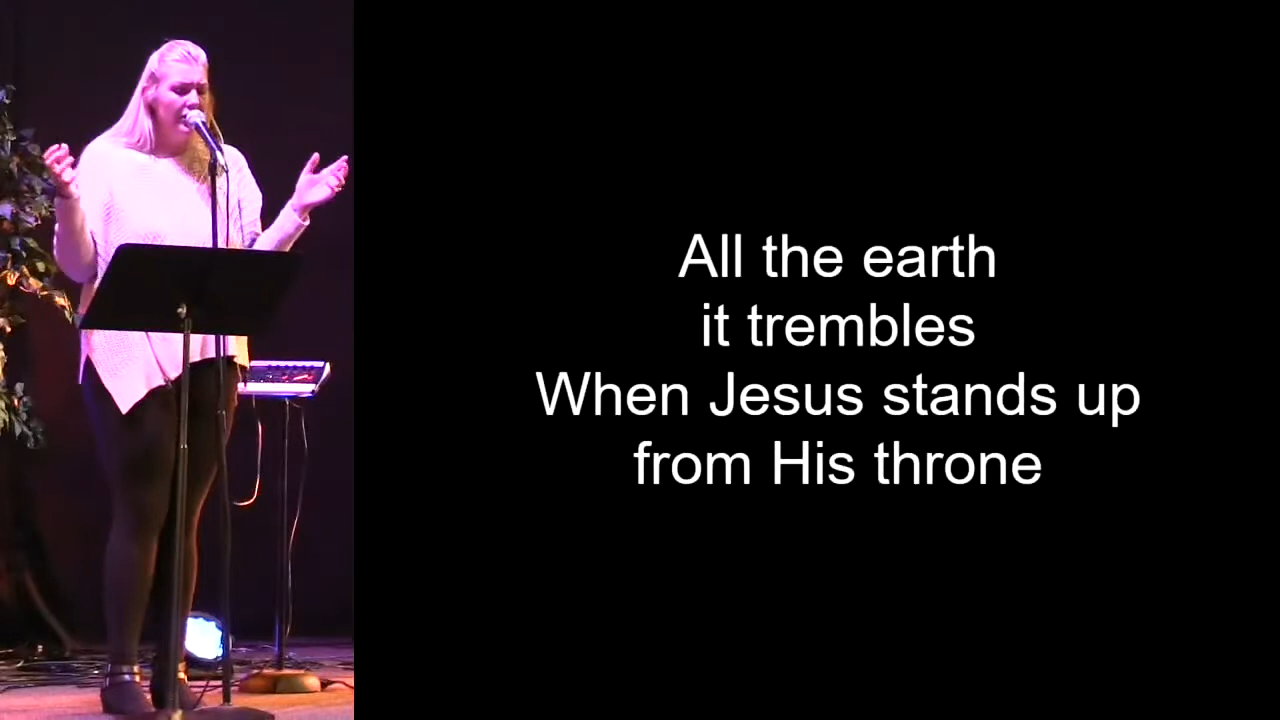 All the earth
it trembles
When Jesus stands up
from His throne